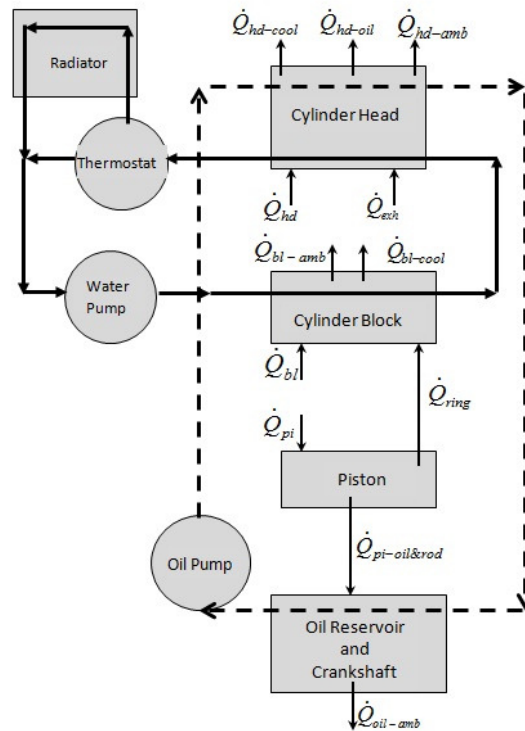 Q̇hd-cool
Q̇hd-oil
Q̇hd-amb
Radiator
Cylinder Head
Thermostat
Q̇hd
Q̇exh
Q̇bl-amb
Q̇bl-cool
Water
Pump
Cylinder Block
Q̇bl
Q̇ring
Q̇pi
Piston
Q̇pi-oil&rod
Oil Pump
Oil Reservoir
and
Crankshaft
Q̇oil-amb